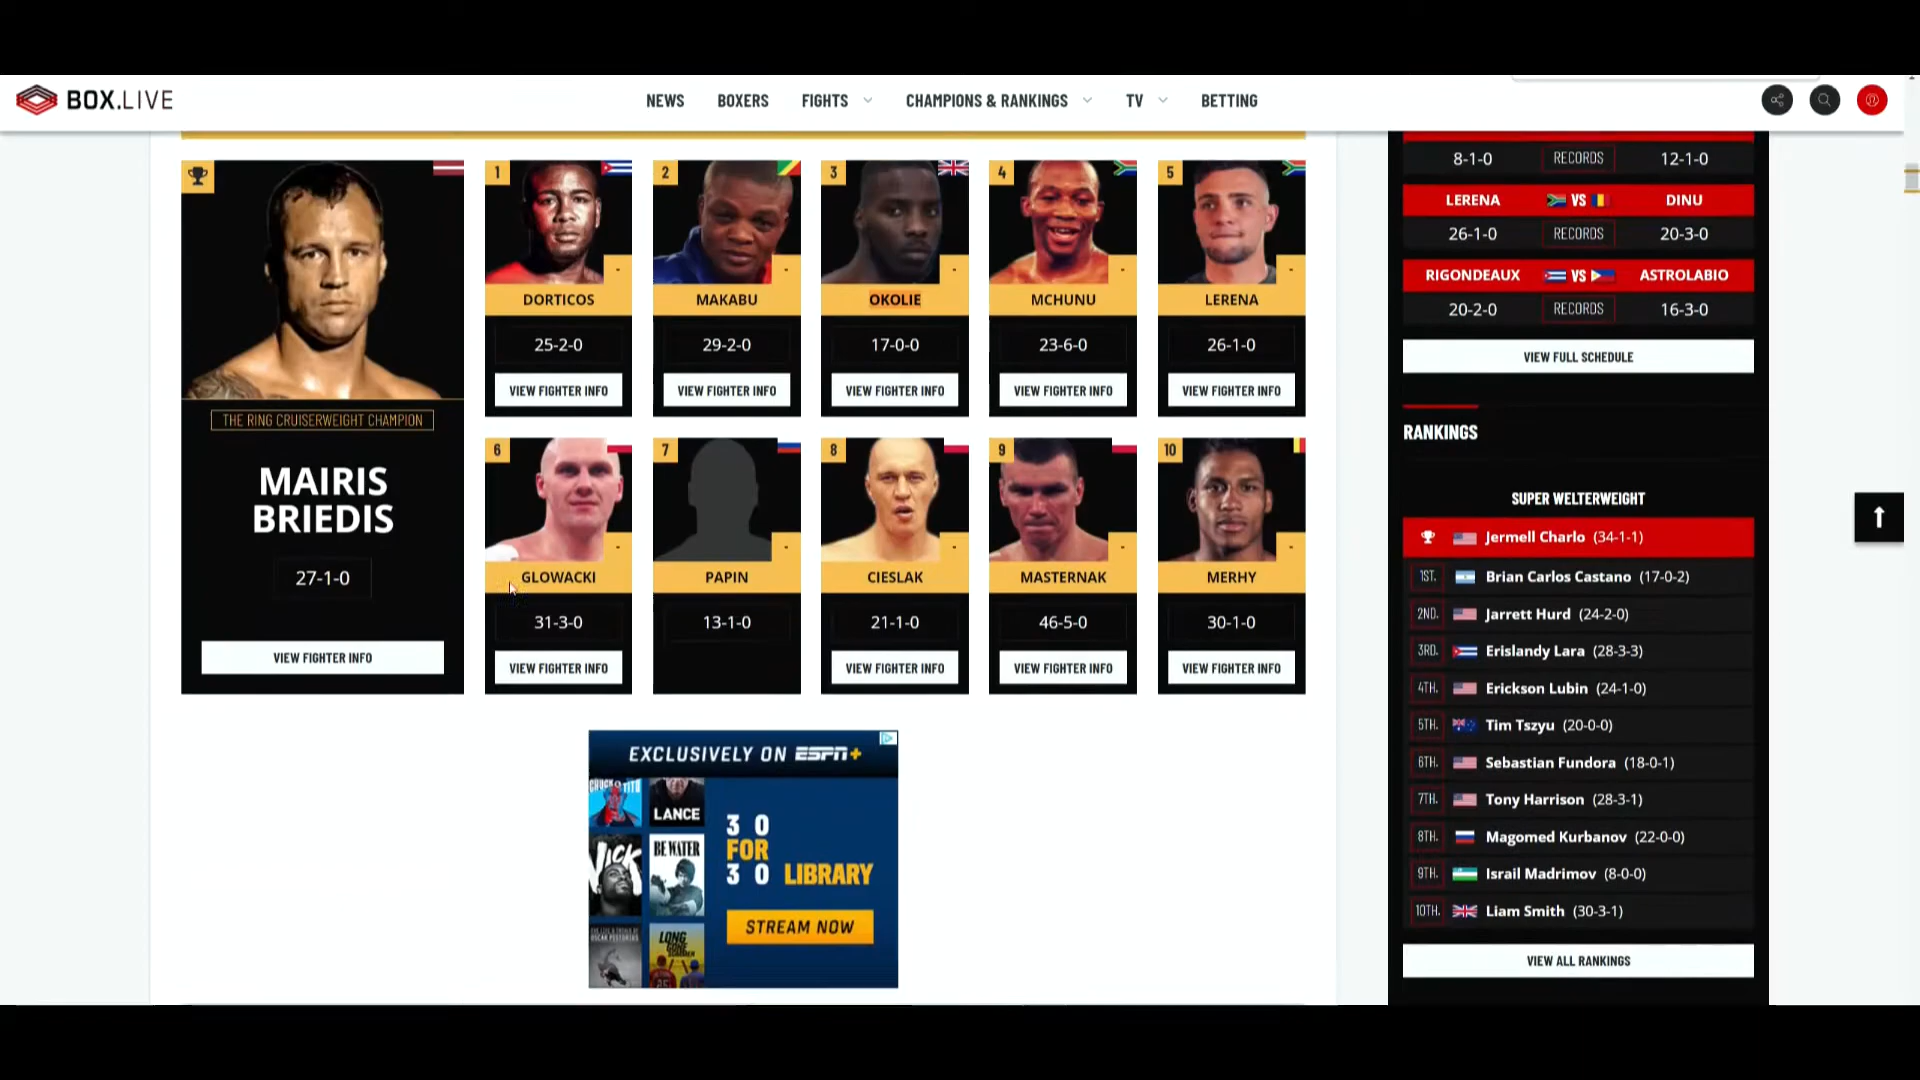 BOX.LIVE
NEWS
BOXERS
FIGHTS
CHAMPIONS & RANKINGS
TV
BETTING
THE RING CRUISERWEIGHT CHAMPION
MAIRIS
BRIEDIS
27-1-0
VIEW FIGHTER INFO
1
DORTICOS
25-2-0
VIEW FIGHTER INFO
2
MAKABU
29-2-0
VIEW FIGHTER INFO
3
OKOLIE
17-0-0
VIEW FIGHTER INFO
4
MCHUNU
23-6-0
VIEW FIGHTER INFO
5
LERENA
26-1-0
VIEW FIGHTER INFO
6
GLOWACKI
31-3-0
VIEW FIGHTER INFO
7
PAPIN
13-1-0
8
CIESLAK
21-1-0
VIEW FIGHTER INFO
9
MASTERNAK
46-5-0
VIEW FIGHTER INFO
10
MERHY
30-1-0
VIEW FIGHTER INFO
EXCLUSIVELY ON ESPN+
CHUCK & TITO
LANCE
BE WATER
LONG
GONE
SUMMER
30
FOR
30 LIBRARY
STREAM NOW
8-1-0 RECORDS 12-1-0
LERENA VS DINU
26-1-0 RECORDS 20-3-0
RIGONDEAUX VS ASTROLABIO
20-2-0 RECORDS 16-3-0
VIEW FULL SCHEDULE
RANKINGS
SUPER WELTERWEIGHT
Jermell Charlo (34-1-1)
1ST. Brian Carlos Castano (17-0-2)
2ND. Jarrett Hurd (24-2-0)
3RD. Erislandy Lara (28-3-3)
4TH. Erickson Lubin (24-1-0)
5TH. Tim Tszyu (20-0-0)
6TH. Sebastian Fundora (18-0-1)
7TH. Tony Harrison (28-3-1)
8TH. Magomed Kurbanov (22-0-0)
9TH. Israil Madrimov (8-0-0)
10TH. Liam Smith (30-3-1)
VIEW ALL RANKINGS